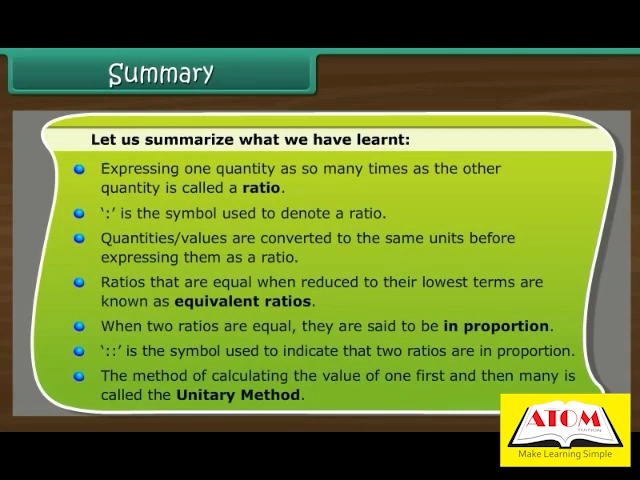 Summary
Let us summarize what we have learnt:
Expressing one quantity as so many times as the other
quantity is called a ratio.
‘:’ is the symbol used to denote a ratio.
Quantities/values are converted to the same units before
expressing them as a ratio.
Ratios that are equal when reduced to their lowest terms are
known as equivalent ratios.
When two ratios are equal, they are said to be in proportion.
‘::’ is the symbol used to indicate that two ratios are in proportion.
The method of calculating the value of one first and then many is
called the Unitary Method.
ATOM
TUITION
Make Learning Simple